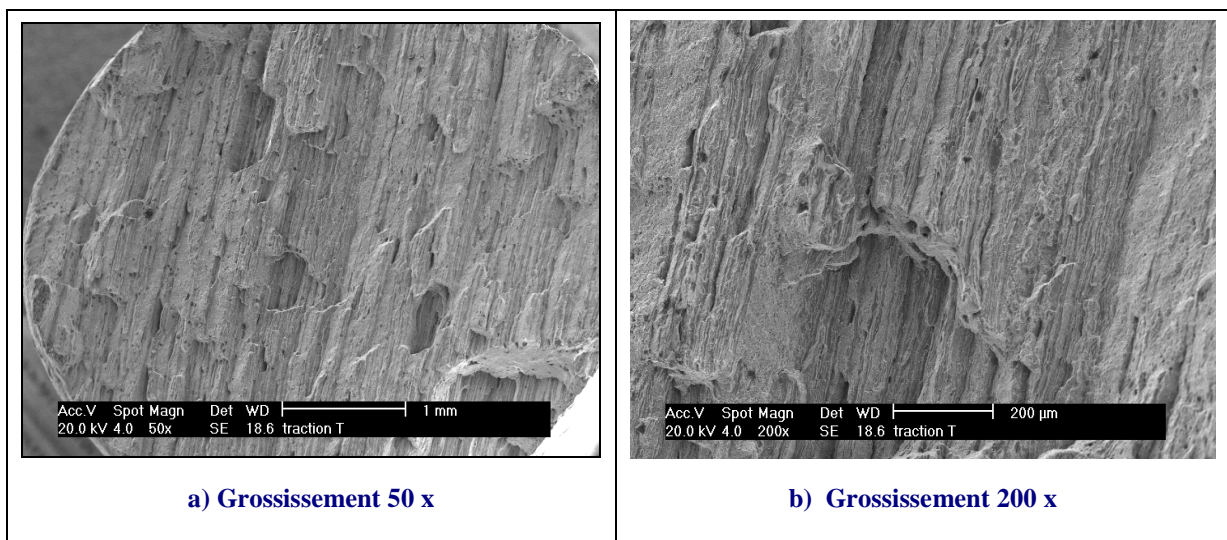 Acc.V Spot Magn Det WD 1 mm
20.0 kV 4.0 50x SE 18.6 traction T
Acc.V Spot Magn Det WD 200 µm
20.0 kV 4.0 200x SE 18.6 traction T
a) Grossissement 50 x
b) Grossissement 200 x